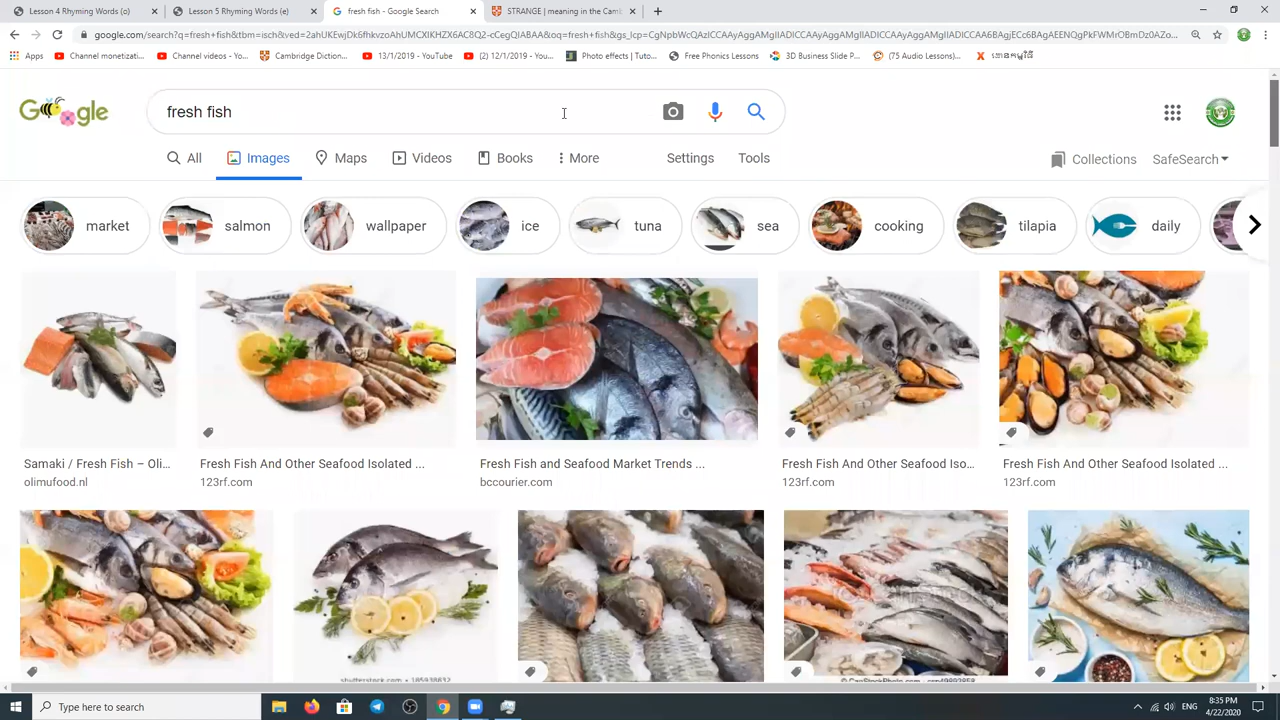 Lesson 4 Rhyming Words (o)
Lesson 5 Rhyming Words (e)
fresh fish - Google Search
STRANGE | meaning in the Camb
Apps
Channel monetizati...
Channel videos - Yo...
Cambridge Diction...
13/1/2019 - YouTube
(2) 12/1/2019 - You...
Photo effects | Tuto...
Free Phonics Lessons
3D Business Slide P...
(75 Audio Lessons)...
Google
fresh fish
All
Images
Maps
Videos
Books
More
Settings
Tools
Collections
SafeSearch
market
salmon
wallpaper
ice
tuna
sea
cooking
tilapia
daily
Samaki / Fresh Fish – Oli...
olimufood.nl
Fresh Fish And Other Seafood Isolated ...
123rf.com
Fresh Fish and Seafood Market Trends ...
bccourier.com
Fresh Fish And Other Seafood Iso...
123rf.com
Fresh Fish And Other Seafood Isolated ...
123rf.com
Type here to search
ENG
8:35 PM
4/22/2020